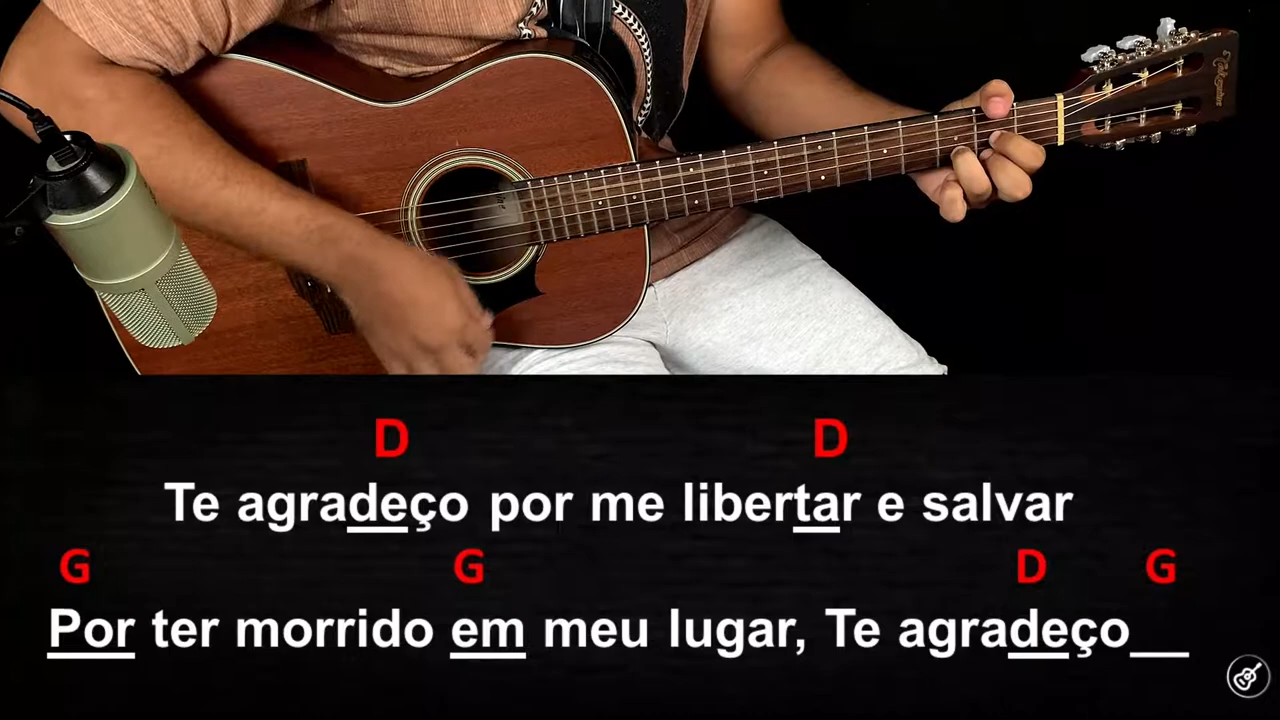 D D
Te agradeço por me libertar e salvar
G G D G
Por ter morrido em meu lugar, Te agradeço__